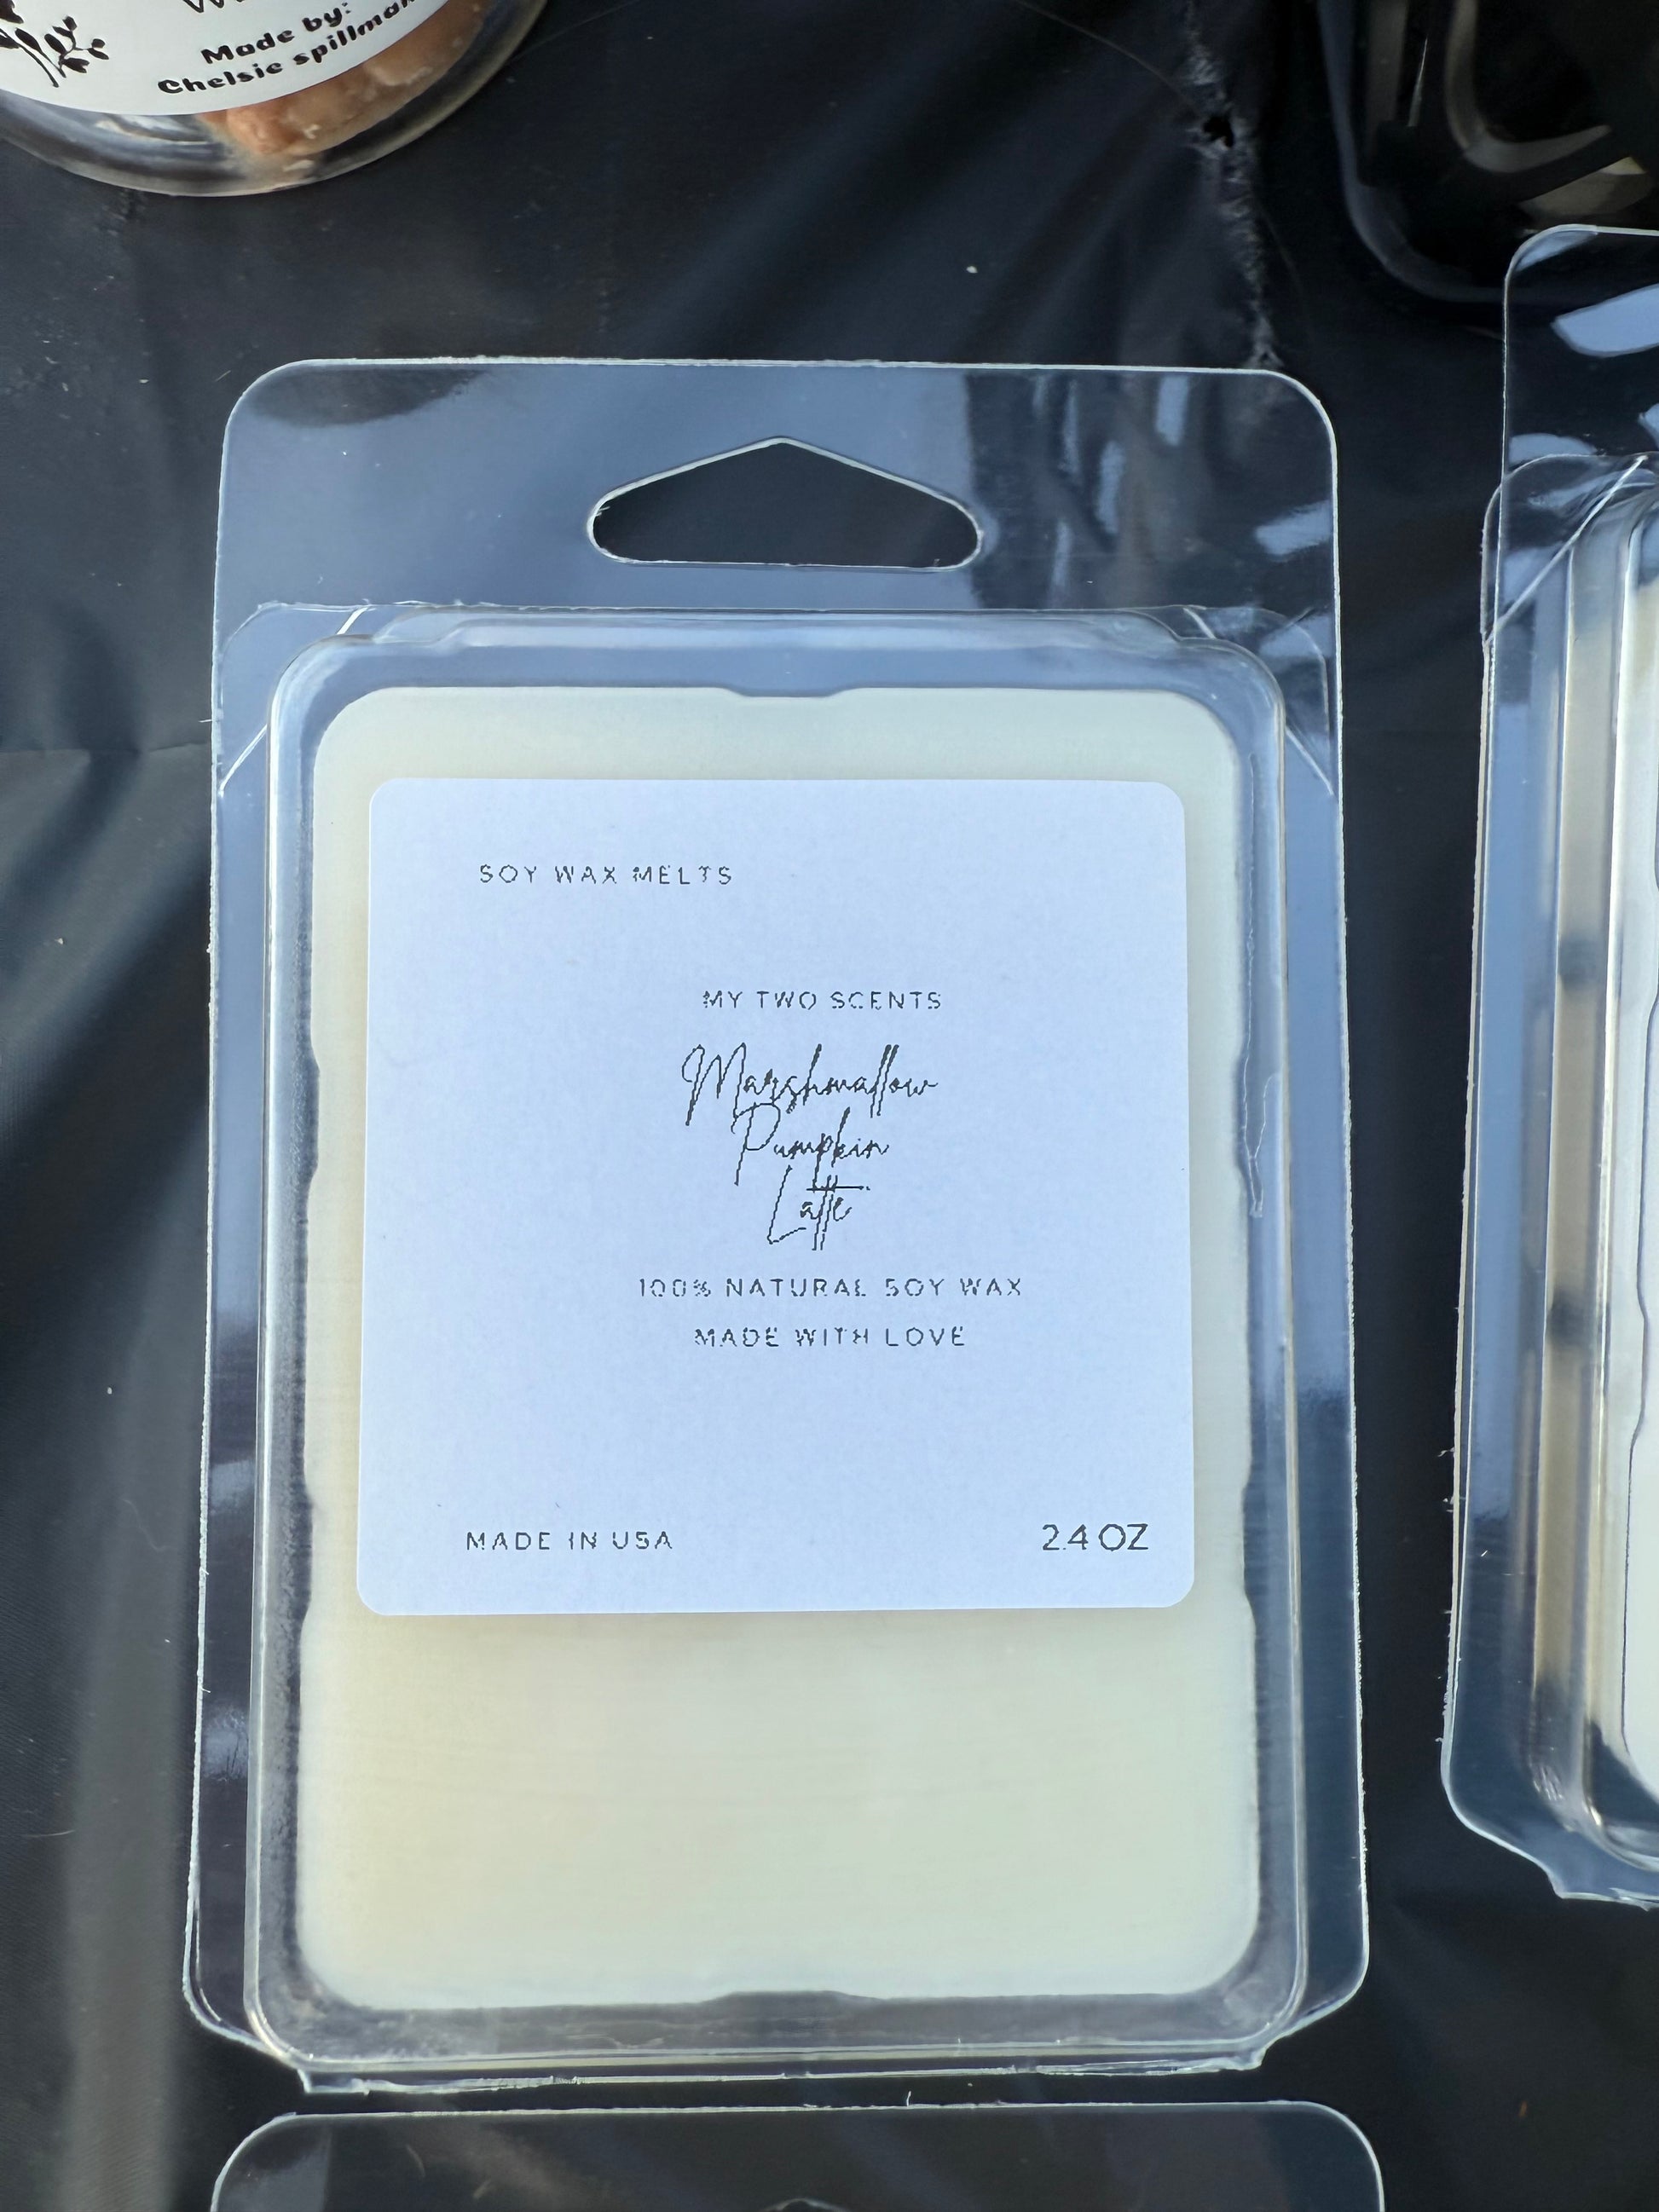 Made by:
Chelsie
SOY WAX MELTS
MY TWO SCENTS
Marshmallow
Pumpkin
Latte
100% NATURAL SOY WAX
MADE WITH LOVE
MADE IN USA
2.4 OZ